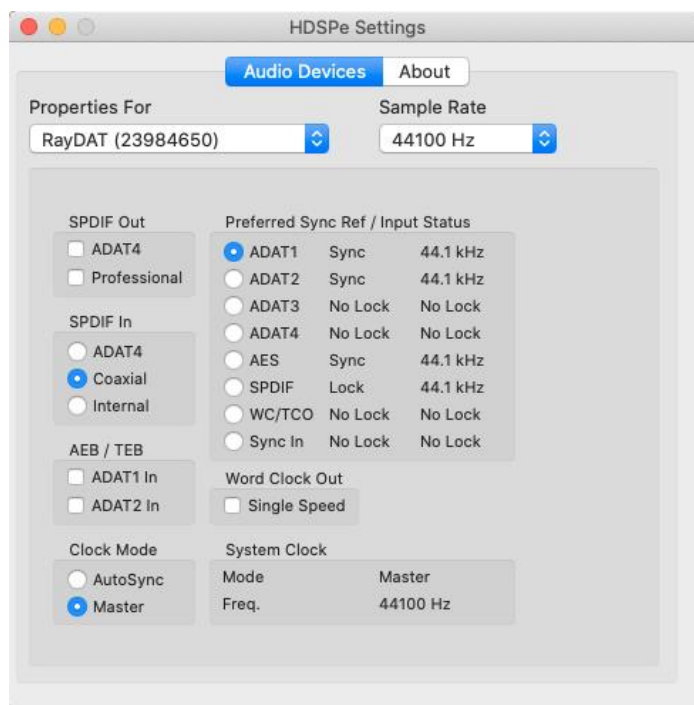 HDSPe Settings
Audio Devices About
Properties For Sample Rate
RayDAT (23984650) 44100 Hz
SPDIF Out
ADAT4
Professional
SPDIF In
ADAT4
Coaxial
Internal
AEB / TEB
ADAT1 In
ADAT2 In
Clock Mode
AutoSync
Master
Preferred Sync Ref / Input Status
ADAT1 Sync 44.1 kHz
ADAT2 Sync 44.1 kHz
ADAT3 No Lock No Lock
ADAT4 No Lock No Lock
AES Sync 44.1 kHz
SPDIF Lock 44.1 kHz
WC/TCO No Lock No Lock
Sync In No Lock No Lock
Word Clock Out
Single Speed
System Clock
Mode Master
Freq. 44100 Hz